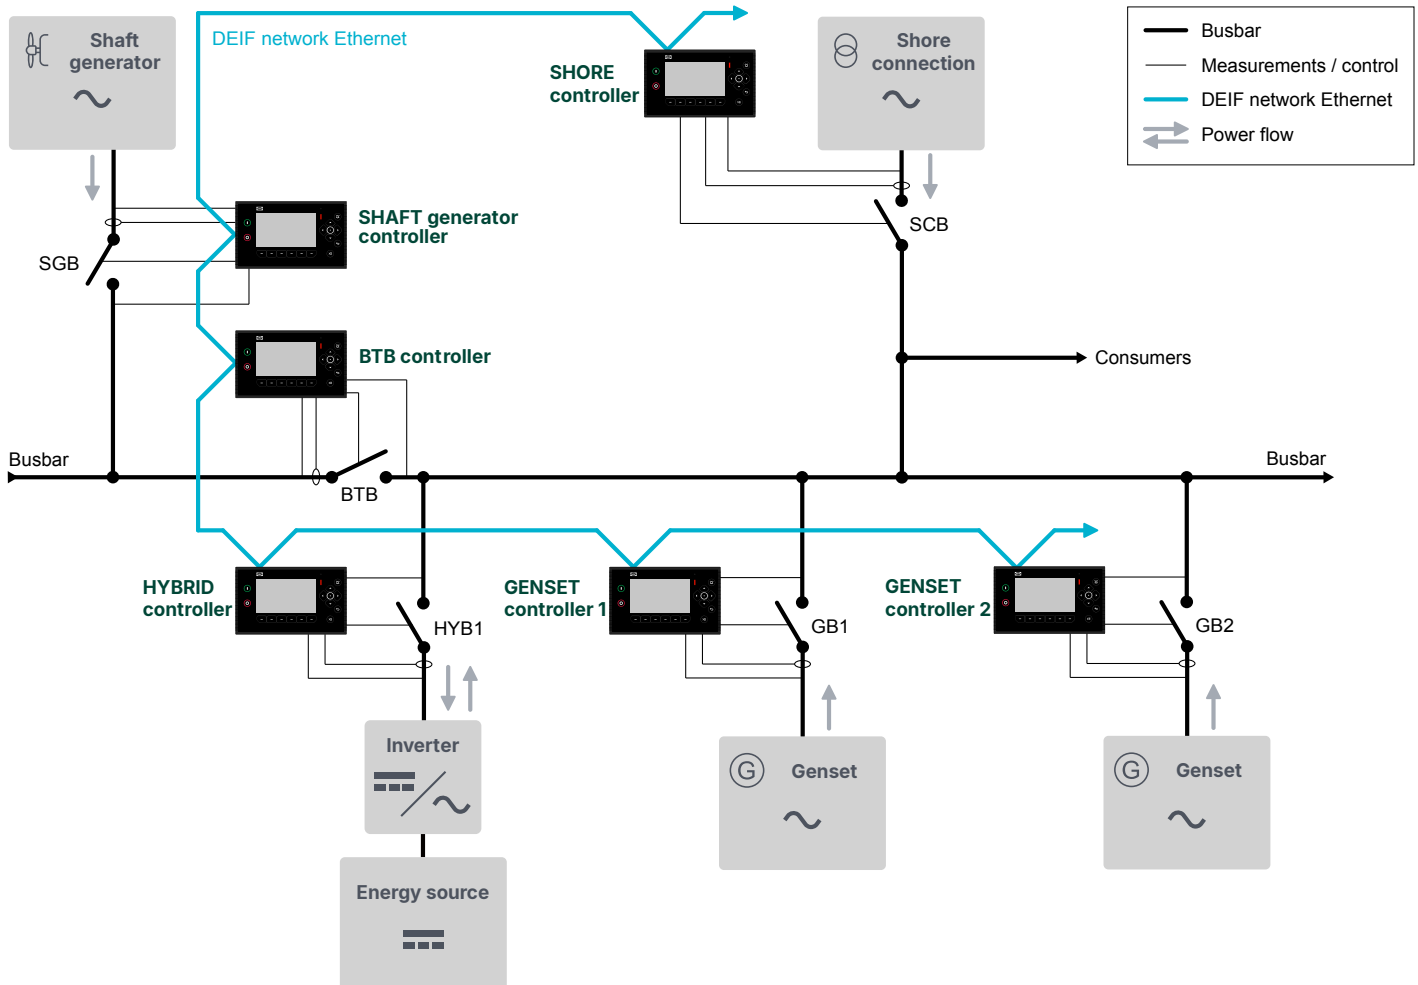 Shaft
generator
DEIF network Ethernet
SHORE
controller
Shore
connection
Busbar
Measurements / control
DEIF network Ethernet
Power flow
SHAFT generator
controller
SGB
SCB
BTB controller
Consumers
Busbar
BTB
Busbar
HYBRID
controller
HYB1
GENSET
controller 1
GB1
GENSET
controller 2
GB2
Inverter
G Genset
G Genset
Energy source